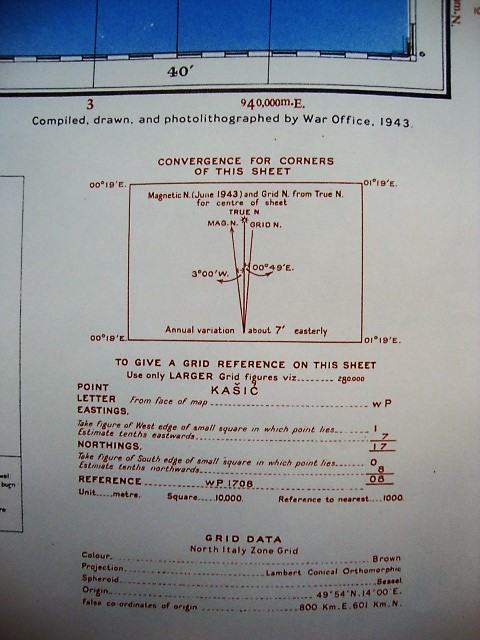 40'
3
940,000m.E.
m.N.
Compiled, drawn, and photolithographed by War Office, 1943.
CONVERGENCE FOR CORNERS
OF THIS SHEET
00°19'E.
01°19'E.
Magnetic N.(June 1943) and Grid N. from True N.
for centre of sheet
TRUE N
MAG.N. GRID N.
3°00'W. 00°49'E.
Annual variation about 7' easterly
00°19'E.
01°19'E.
TO GIVE A GRID REFERENCE ON THIS SHEET
Use only LARGER Grid figures viz........ 280,000
POINT KAŠIĆ
LETTER From face of map WP
EASTINGS.
Take figure of West edge of small square in which point lies 1
Estimate tenths eastwards 7
17
NORTHINGS.
Take figure of South edge of small square in which point lies 0
Estimate tenths northwards 8
08
REFERENCE WP 1708
Unit.....metre. Square.....10,000. Reference to nearest....1000.
GRID DATA
North Italy Zone Grid
Colour Brown
Projection Lambert Conical Orthomorphic
Spheroid Bessel
Origin 49°54'N.14°00'E.
False co-ordinates of origin 800 Km.E.601 Km.N.